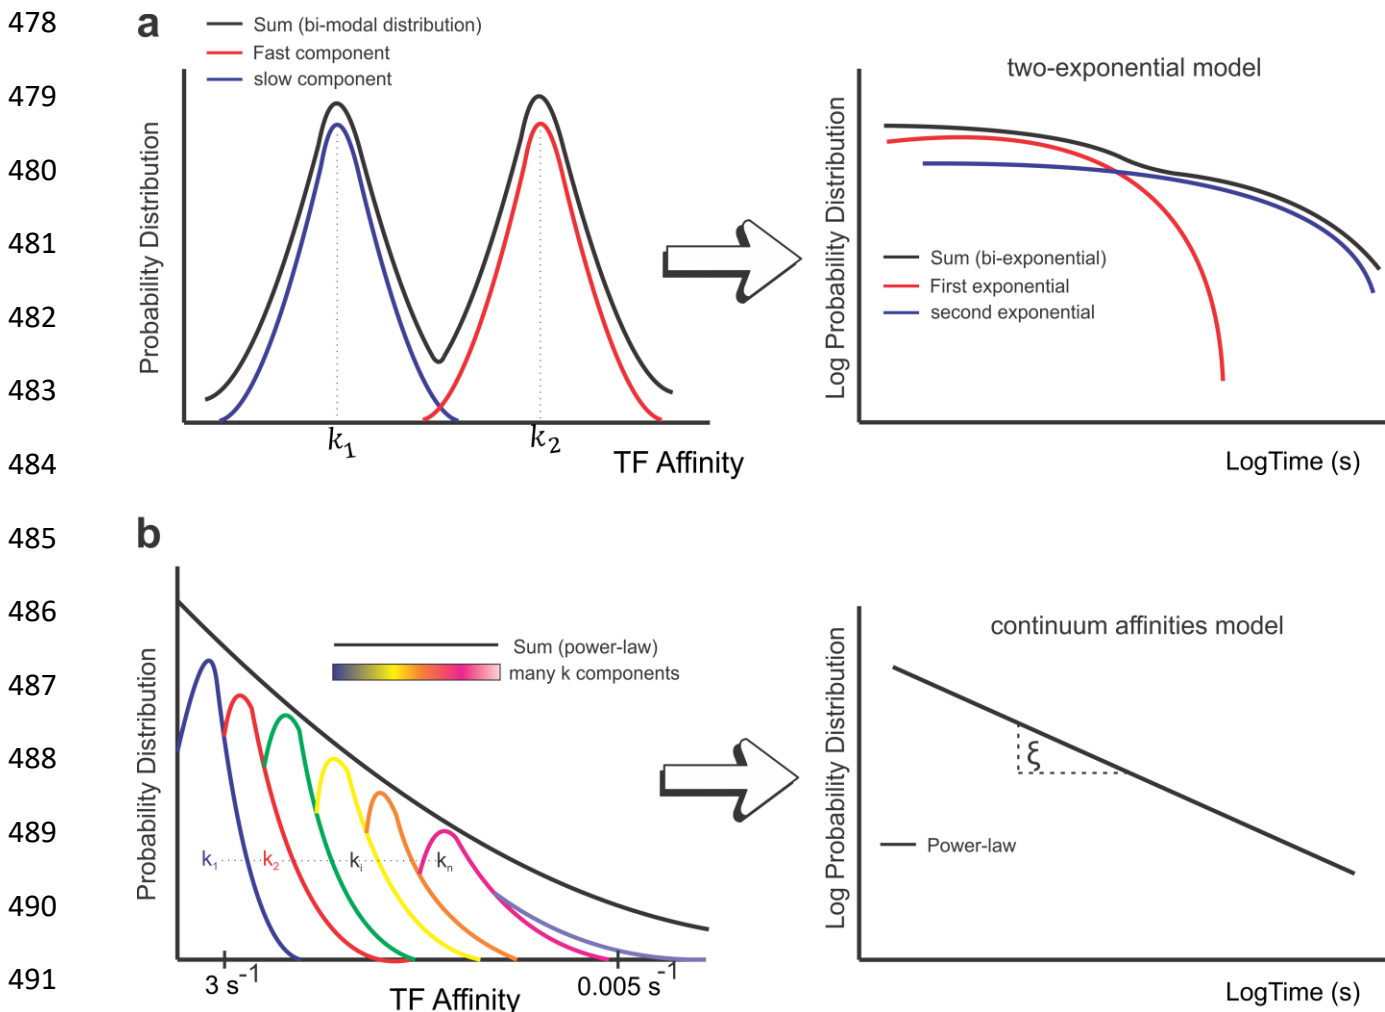 478
479
480
481
482
483
484
485
486
487
488
489
490
491
a
Sum (bi-modal distribution)
Fast component
slow component
Probability Distribution
k1
k2
TF Affinity
two-exponential model
Log Probability Distribution
Sum (bi-exponential)
First exponential
second exponential
LogTime (s)
b
Sum (power-law)
many k components
Probability Distribution
k1 k2 ki kn
3 s-1
0.005 s-1
TF Affinity
continuum affinities model
Log Probability Distribution
ξ
Power-law
LogTime (s)